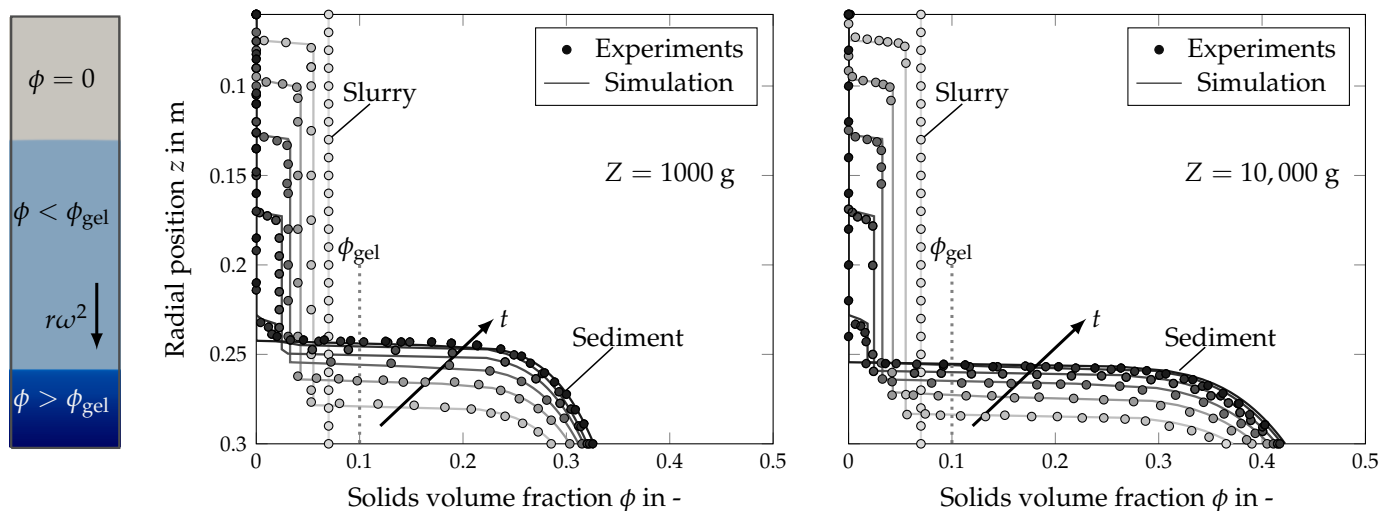 ϕ = 0
ϕ < ϕgel
rω²
ϕ > ϕgel
Radial position z in m
0.1
0.15
0.2
0.25
0.3
Experiments
Simulation
Slurry
Z = 1000 g
ϕgel
t
Sediment
0
0.1
0.2
0.3
0.4
0.5
Solids volume fraction ϕ in -
Experiments
Simulation
Slurry
Z = 10,000 g
ϕgel
t
Sediment
0
0.1
0.2
0.3
0.4
0.5
Solids volume fraction ϕ in -